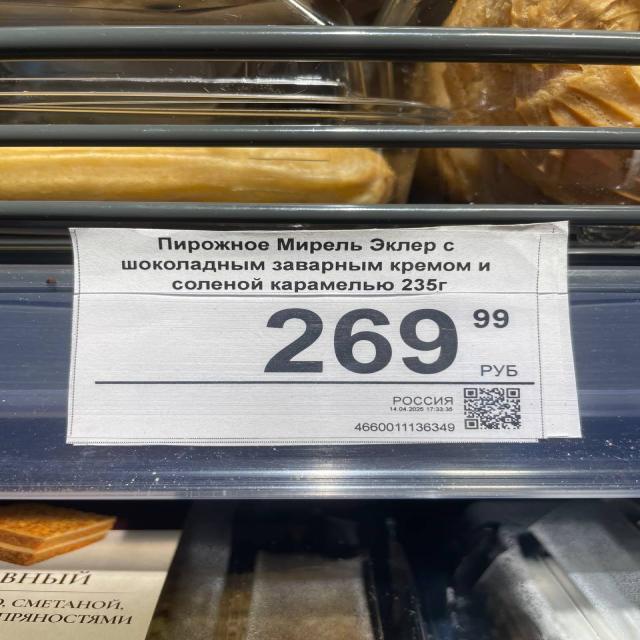 Пирожное Мирель Эклер с
шоколадным заварным кремом и
соленой карамелью 235г
269 99
РУБ
РОССИЯ
14.04.2025 17:33:35
4660011136349
ВНЫЙ
СМЕТАНОЙ,
ПРЯНОСТЯМИ